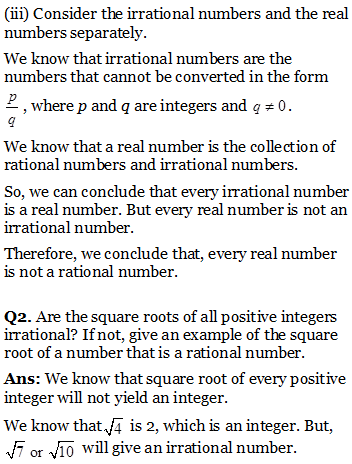 (iii) Consider the irrational numbers and the real
numbers separately.
We know that irrational numbers are the
numbers that cannot be converted in the form
p/q , where p and q are integers and q ≠ 0 .
We know that a real number is the collection of
rational numbers and irrational numbers.
So, we can conclude that every irrational number
is a real number. But every real number is not an
irrational number.
Therefore, we conclude that, every real number
is not a rational number.
Q2. Are the square roots of all positive integers
irrational? If not, give an example of the square
root of a number that is a rational number.
Ans: We know that square root of every positive
integer will not yield an integer.
We know that √4 is 2, which is an integer. But,
√7 or √10 will give an irrational number.